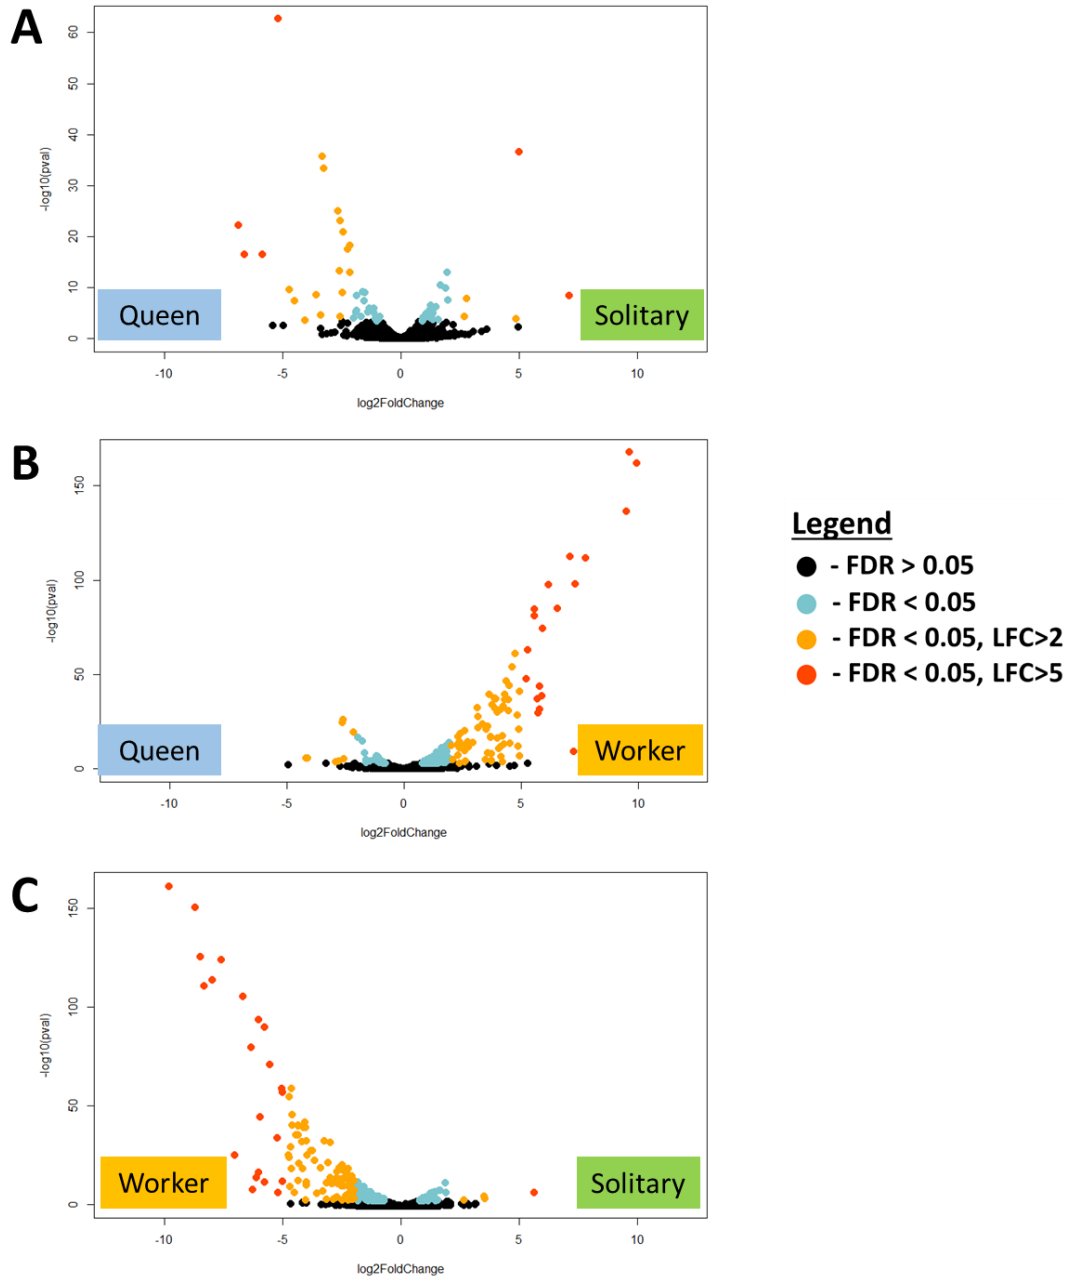 A
60
50
40
30
20
10
0
-log10(pval)
Queen
Solitary
-10 -5 0 5 10
log2FoldChange
B
150
100
50
0
-log10(pval)
Queen
Worker
-10 -5 0 5 10
log2FoldChange
Legend
- FDR > 0.05
- FDR < 0.05
- FDR < 0.05, LFC>2
- FDR < 0.05, LFC>5
C
150
100
50
0
-log10(pval)
Worker
Solitary
-10 -5 0 5 10
log2FoldChange